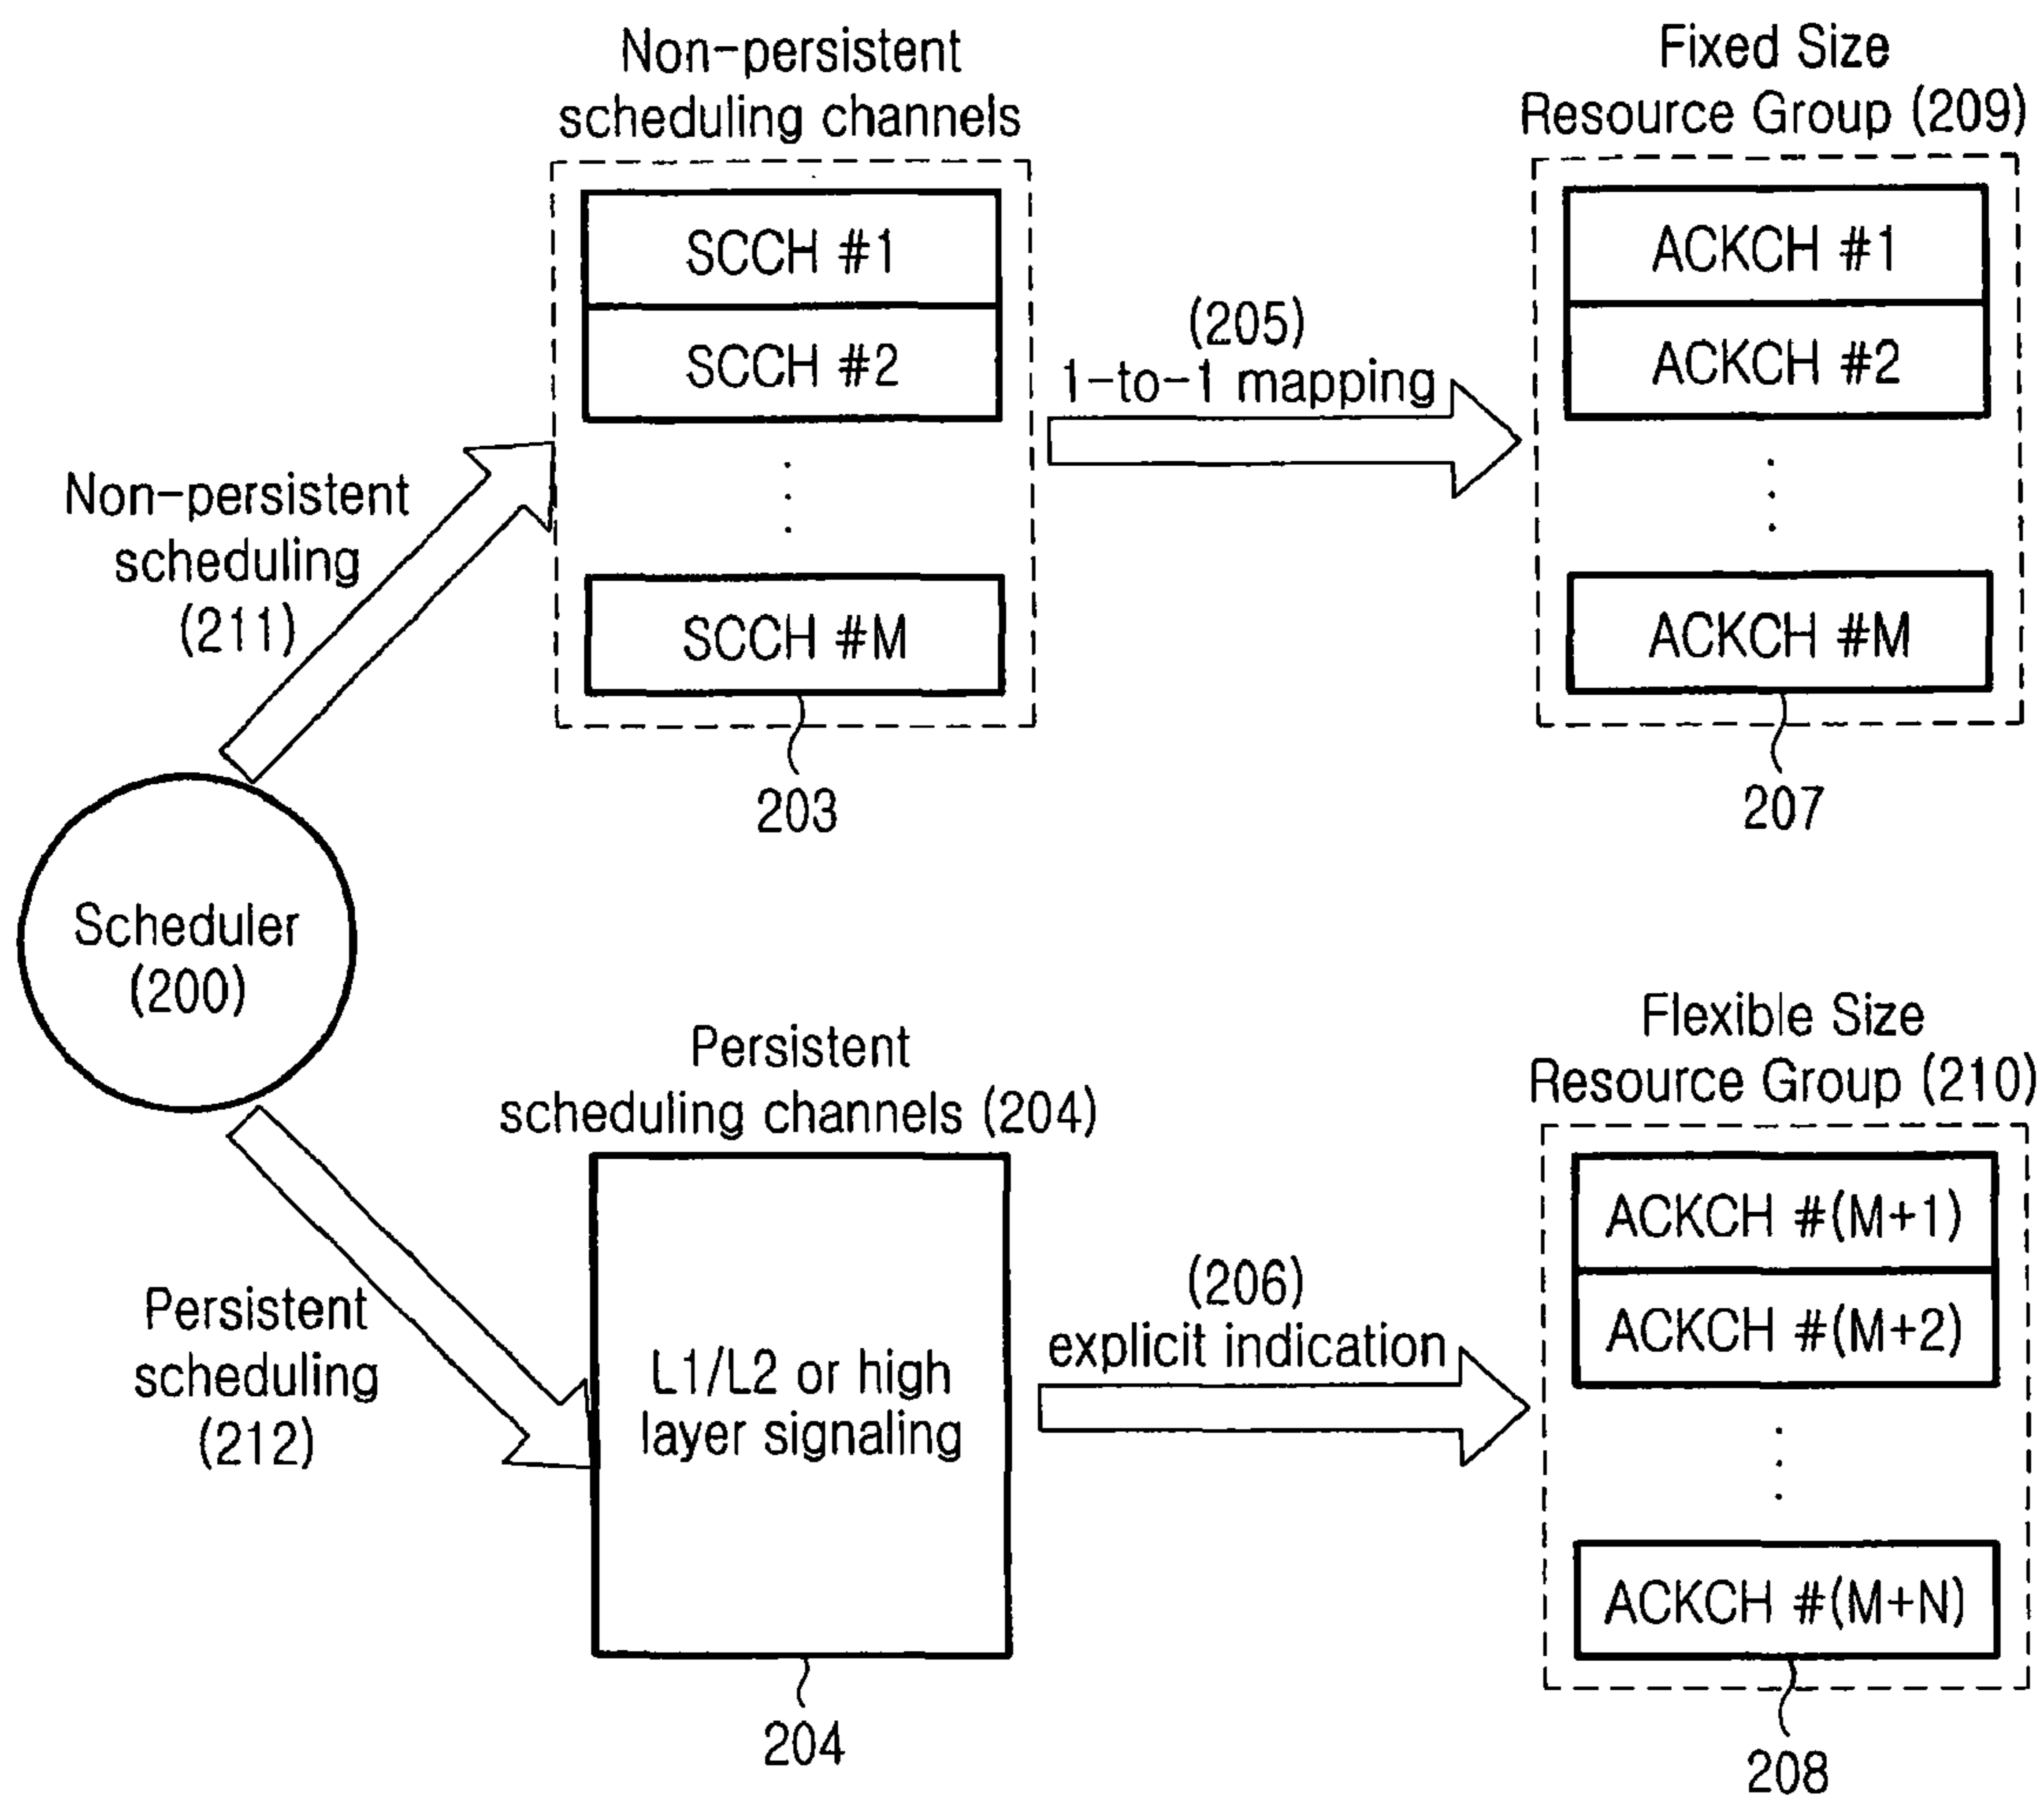 Non-persistent
scheduling channels
SCCH #1
SCCH #2
SCCH #M
203
Fixed Size
Resource Group (209)
ACKCH #1
ACKCH #2
ACKCH #M
207
(205)
1-to-1 mapping
Non-persistent
scheduling
(211)
Scheduler
(200)
Persistent
scheduling
(212)
Persistent
scheduling channels (204)
L1/L2 or high
layer signaling
204
(206)
explicit indication
Flexible Size
Resource Group (210)
ACKCH #(M+1)
ACKCH #(M+2)
ACKCH #(M+N)
208